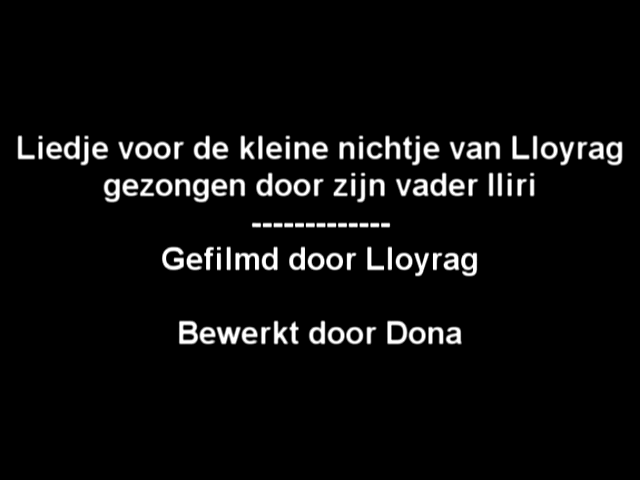 Liedje voor de kleine nichtje van Lloyrag
gezongen door zijn vader Iliri
-------------
Gefilmd door Lloyrag
Bewerkt door Dona